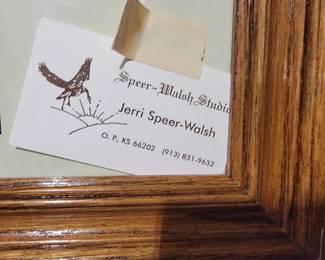 Speer-Walsh Studio
Jerri Speer-Walsh
O. P., KS 66202 (913) 831-9632